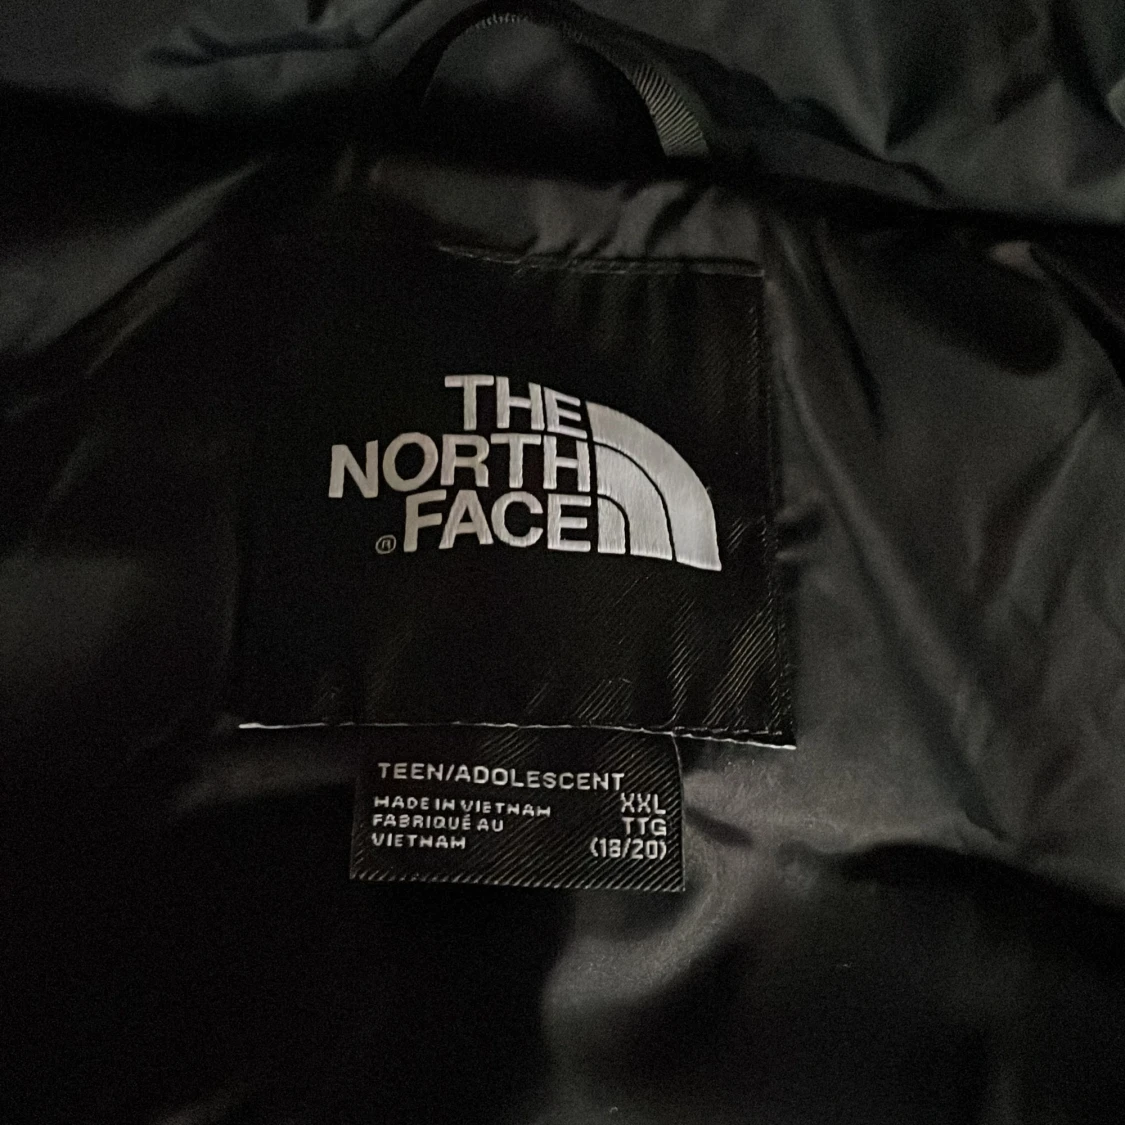 THE
NORTH
FACE
®
TEEN/ADOLESCENT
MADE IN VIETNAM XXL
FABRIQUÉ AU TTG
VIETNAM (18/20)